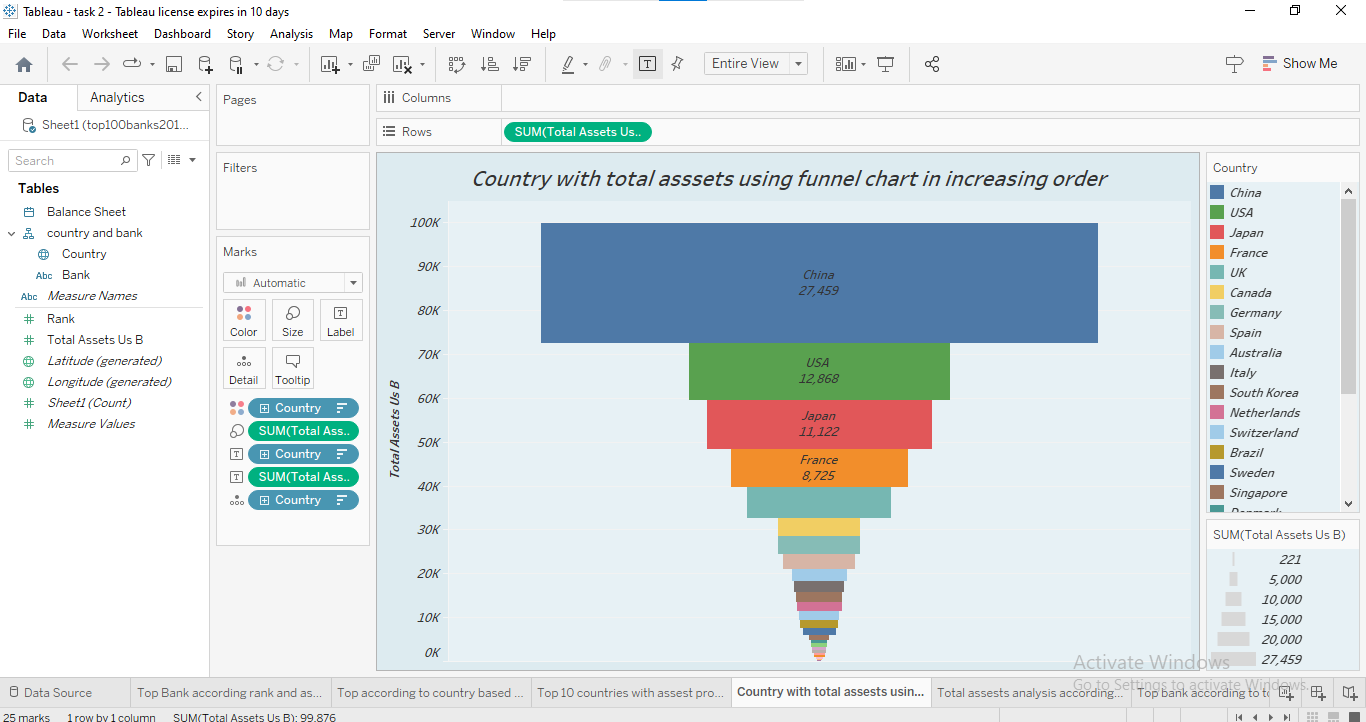 Tableau - task 2 - Tableau license expires in 10 days
File Data Worksheet Dashboard Story Analysis Map Format Server Window Help
Entire View
Show Me
Data Analytics
Sheet1 (top100banks201...
Search
Tables
Balance Sheet
country and bank
Country
Abc Bank
Abc Measure Names
Rank
Total Assets Us B
Latitude (generated)
Longitude (generated)
Sheet1 (Count)
Measure Values
Pages
Filters
Marks
Automatic
Color Size Label
Detail Tooltip
Country
SUM(Total Ass..
Country
SUM(Total Ass..
Country
Columns
Rows SUM(Total Assets Us..
Country with total asssets using funnel chart in increasing order
Total Assets Us B
100K
90K
80K
70K
60K
50K
40K
30K
20K
10K
0K
China
27,459
USA
12,868
Japan
11,122
France
8,725
Country
China
USA
Japan
France
UK
Canada
Germany
Spain
Australia
Italy
South Korea
Netherlands
Switzerland
Brazil
Sweden
Singapore
Denmark
SUM(Total Assets Us B)
221
5,000
10,000
15,000
20,000
27,459
Activate Windows
Go to Settings to activate Windows.
Data Source Top Bank according rank and as... Top according to country based ... Top 10 countries with assest pro... Country with total assests usin... Total assests analysis according... Top bank according to to
25 marks 1 row by 1 column SUM(Total Assets Us B): 99,876